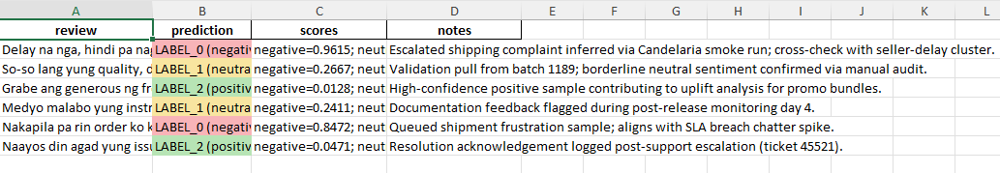 A B C D E F G H I J K L
review prediction scores notes
Delay na nga, hindi pa LABEL_0 (negati negative=0.9615; neut Escalated shipping complaint inferred via Candelaria smoke run; cross-check with seller-delay cluster.
So-so lang yung quality, LABEL_1 (neutra negative=0.2667; neut Validation pull from batch 1189; borderline neutral sentiment confirmed via manual audit.
Grabe ang generous ng LABEL_2 (positiv negative=0.0128; neut High-confidence positive sample contributing to uplift analysis for promo bundles.
Medyo malabo yung inst LABEL_1 (neutra negative=0.2411; neut Documentation feedback flagged during post-release monitoring day 4.
Nakapila pa rin order ko LABEL_0 (negati negative=0.8472; neut Queued shipment frustration sample; aligns with SLA breach chatter spike.
Naayos din agad yung iss LABEL_2 (positiv negative=0.0471; neut Resolution acknowledgement logged post-support escalation (ticket 45521).